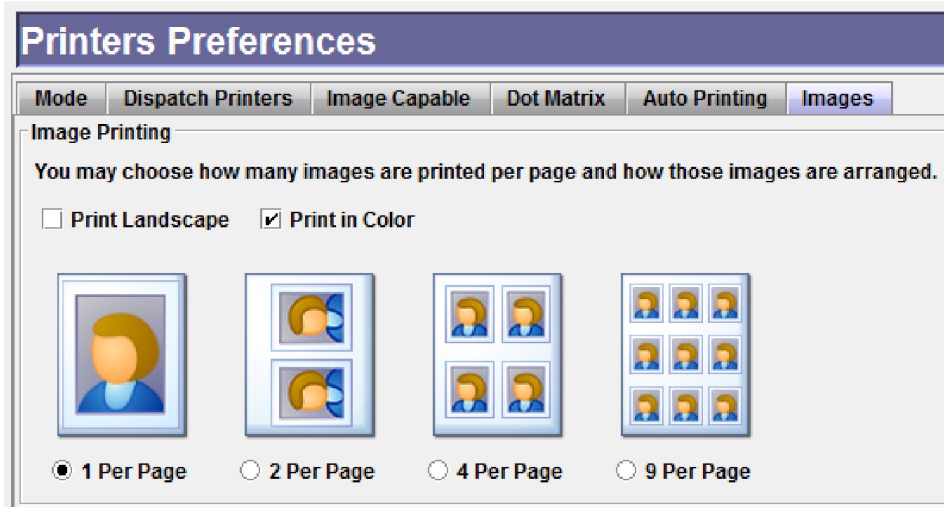 Printers Preferences
Mode Dispatch Printers Image Capable Dot Matrix Auto Printing Images
Image Printing
You may choose how many images are printed per page and how those images are arranged.
Print Landscape Print in Color
1 Per Page 2 Per Page 4 Per Page 9 Per Page